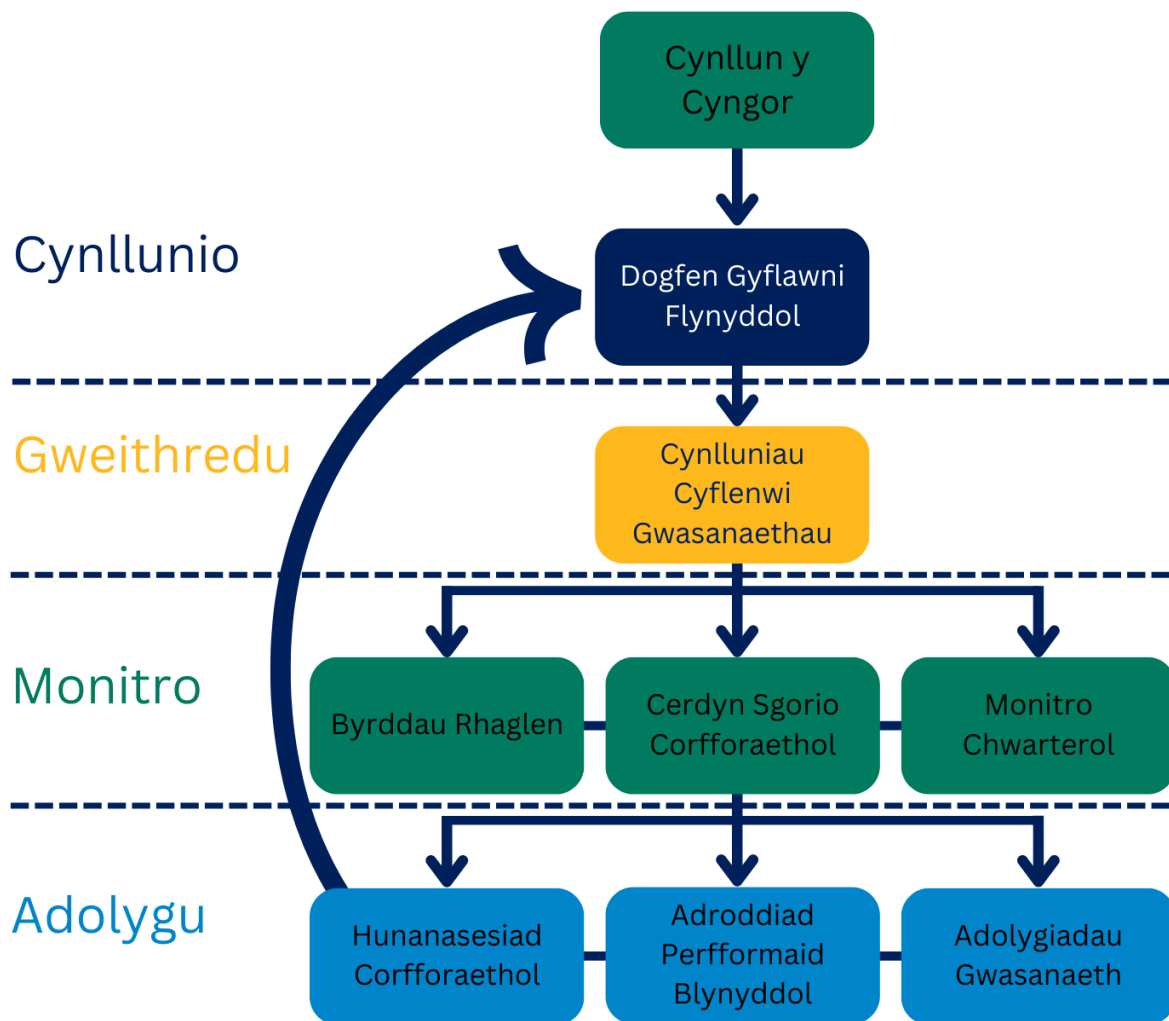 Cynllun y
Cyngor
Cynllunio
Dogfen Gyflawni
Flynyddol
Gweithredu
Cynlluniau
Cyflenwi
Gwasanaethau
Monitro
Byrddau Rhaglen
Cerdyn Sgorio
Corfforaethol
Monitro
Chwarterol
Adolygu
Hunanasesiad
Corfforaethol
Adroddiad
Perfformaid
Blynyddol
Adolygiadau
Gwasanaeth